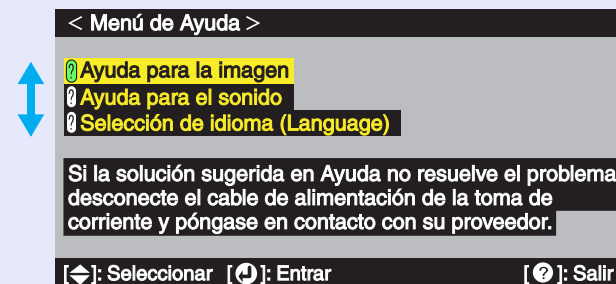 < Menú de Ayuda >
?Ayuda para la imagen
?Ayuda para el sonido
?Selección de idioma (Language)
Si la solución sugerida en Ayuda no resuelve el problema
desconecte el cable de alimentación de la toma de
corriente y póngase en contacto con su proveedor.
[ ]: Seleccionar [ ]: Entrar [ ? ]: Salir